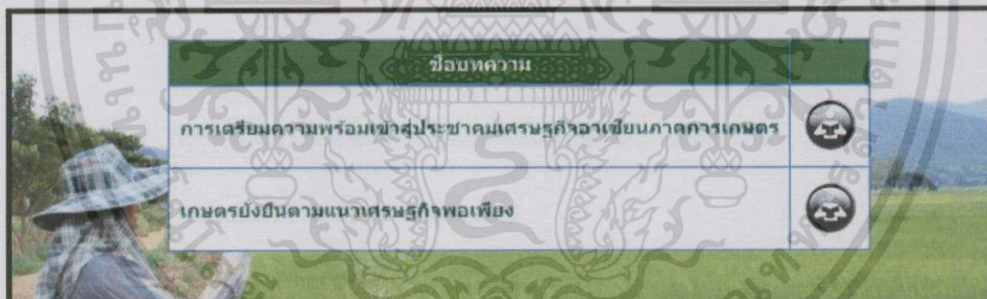 ชื่อบทความ
การเตรียมความพร้อมเข้าสู่ประชาคมเศรษฐกิจอาเซียนภาคการเกษตร
เกษตรยั่งยืนตามแนวเศรษฐกิจพอเพียง